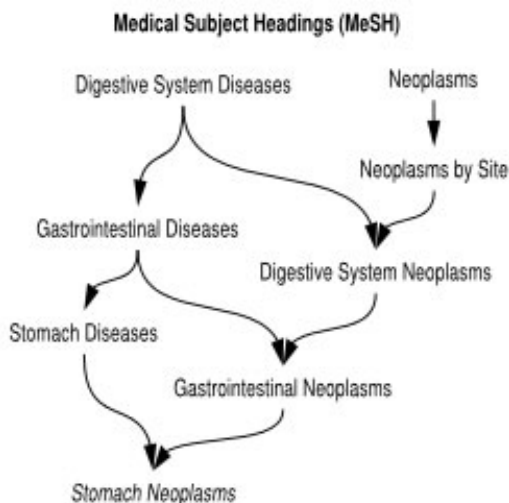 Medical Subject Headings (MeSH)
Digestive System Diseases
Neoplasms
Neoplasms by Site
Gastrointestinal Diseases
Digestive System Neoplasms
Stomach Diseases
Gastrointestinal Neoplasms
Stomach Neoplasms